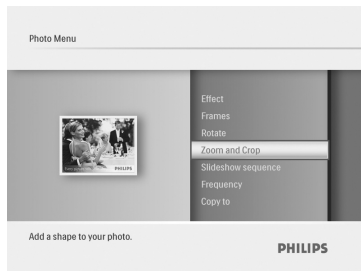 Photo Menu
Effect
Frames
Rotate
Zoom and Crop
Slideshow sequence
Frequency
Copy to
PHILIPS
Add a shape to your photo.
PHILIPS